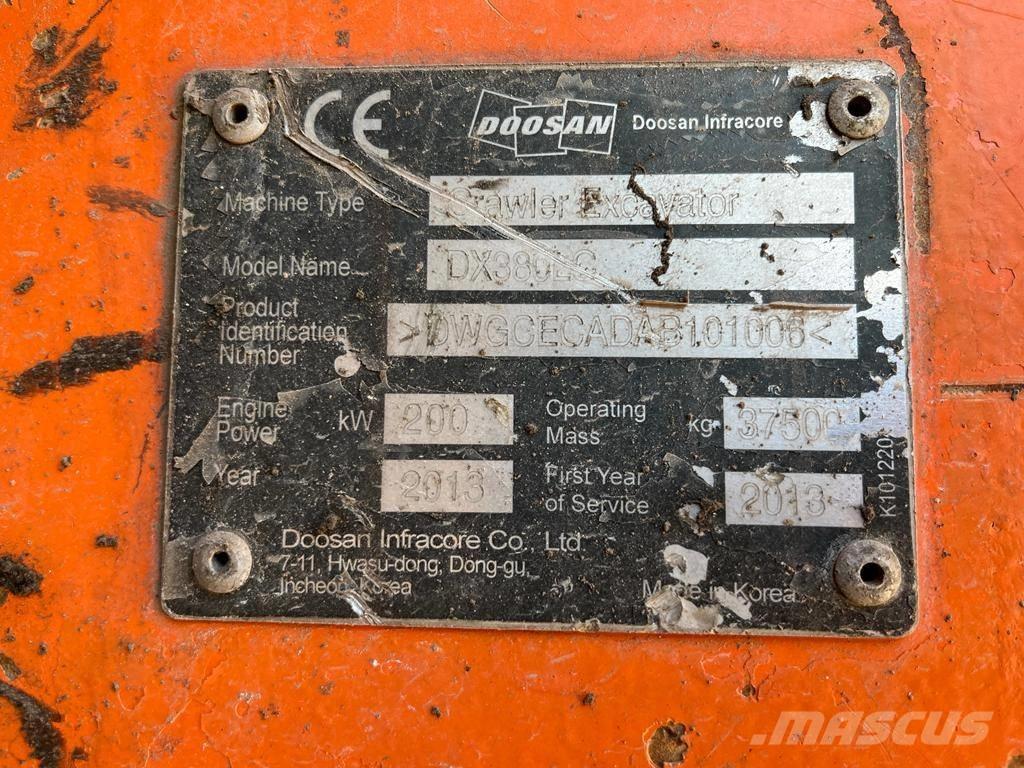 CE DOOSAN Doosan Infracore
Machine Type Crawler Excavator
Model Name DX380LC
Product
Identification
Number
>DWGCECADAB101006<
Engine
Power kW 200
Operating
Mass kg 37500
Year 2013
First Year
of Service 2013
K101220
Doosan Infracore Co., Ltd.
7-11, Hwasu-dong, Dong-gu,
Incheon, Korea
Made in Korea
MASCUS